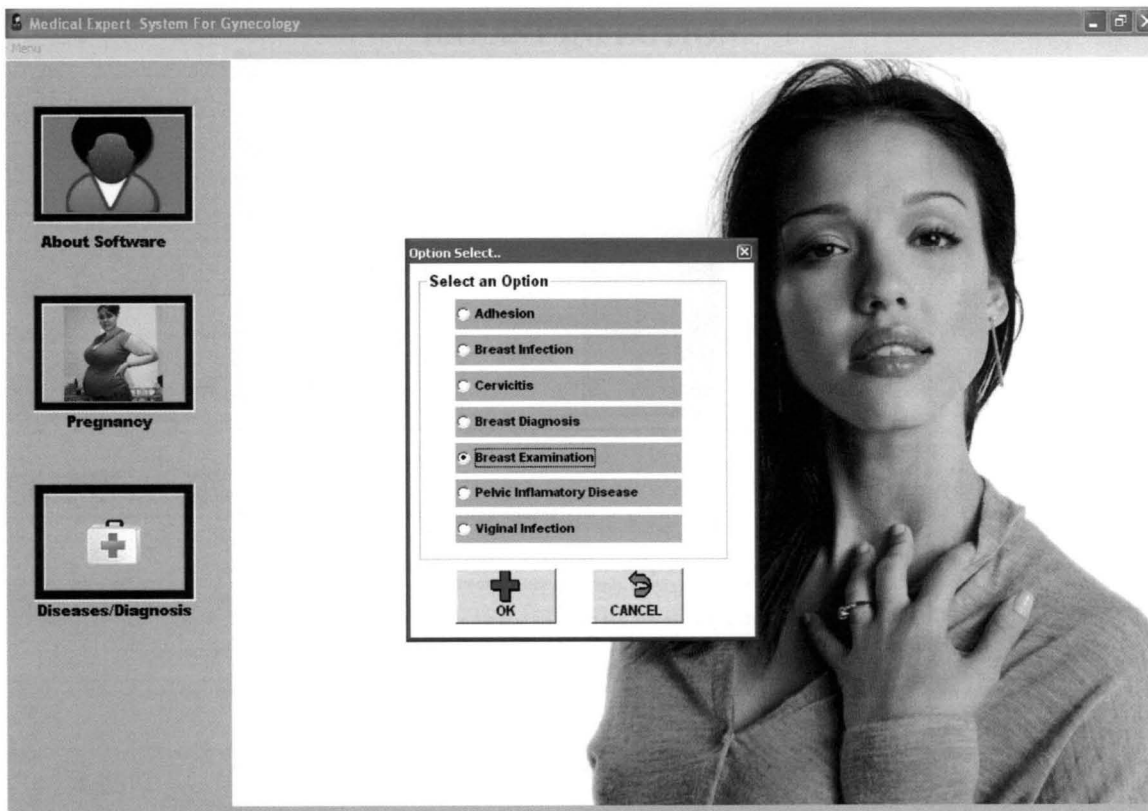 Medical Expert System For Gynecology
Menu
About Software
Pregnancy
Diseases/Diagnosis
Option Select..
Select an Option
Adhesion
Breast Infection
Cervicitis
Breast Diagnosis
Breast Examination
Pelvic Inflamatory Disease
Viginal Infection
OK
CANCEL